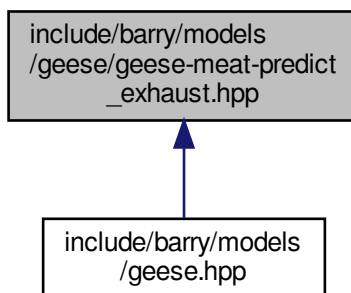 include/barry/models
/geese/geese-meat-predict
_exhaust.hpp
include/barry/models
/geese.hpp